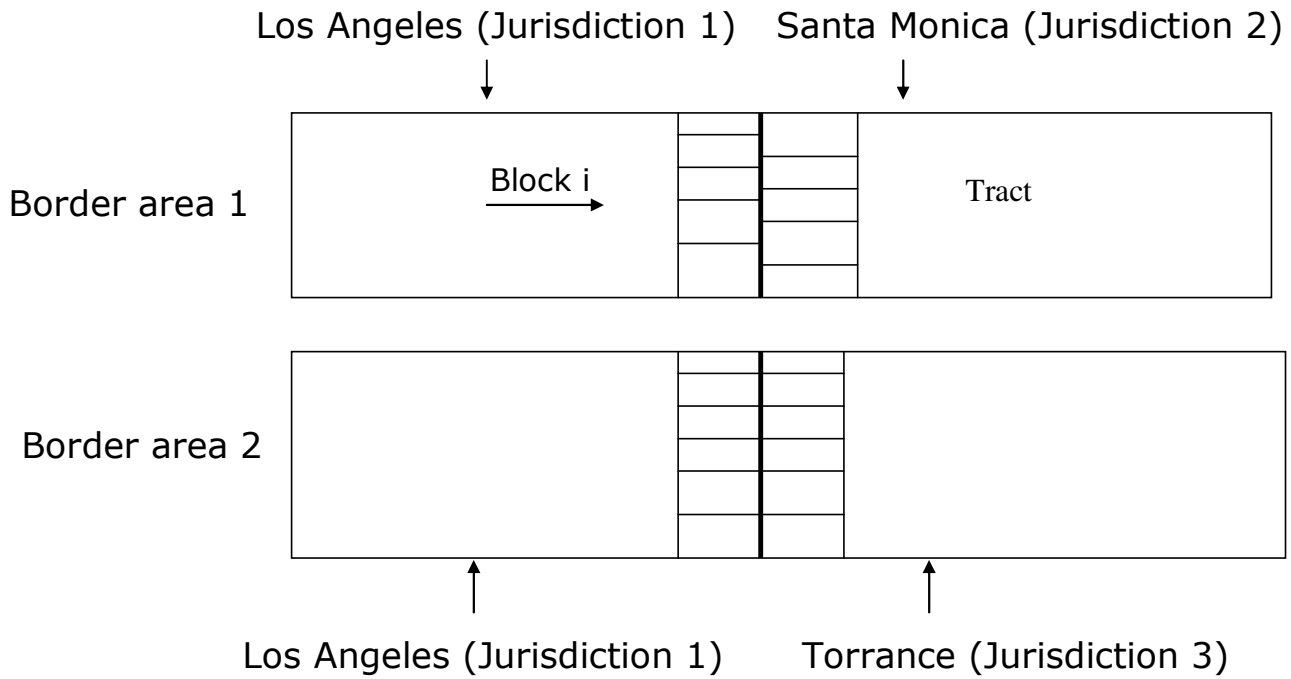 Los Angeles (Jurisdiction 1) Santa Monica (Jurisdiction 2)
Block i
Tract
Border area 1
Border area 2
Los Angeles (Jurisdiction 1) Torrance (Jurisdiction 3)